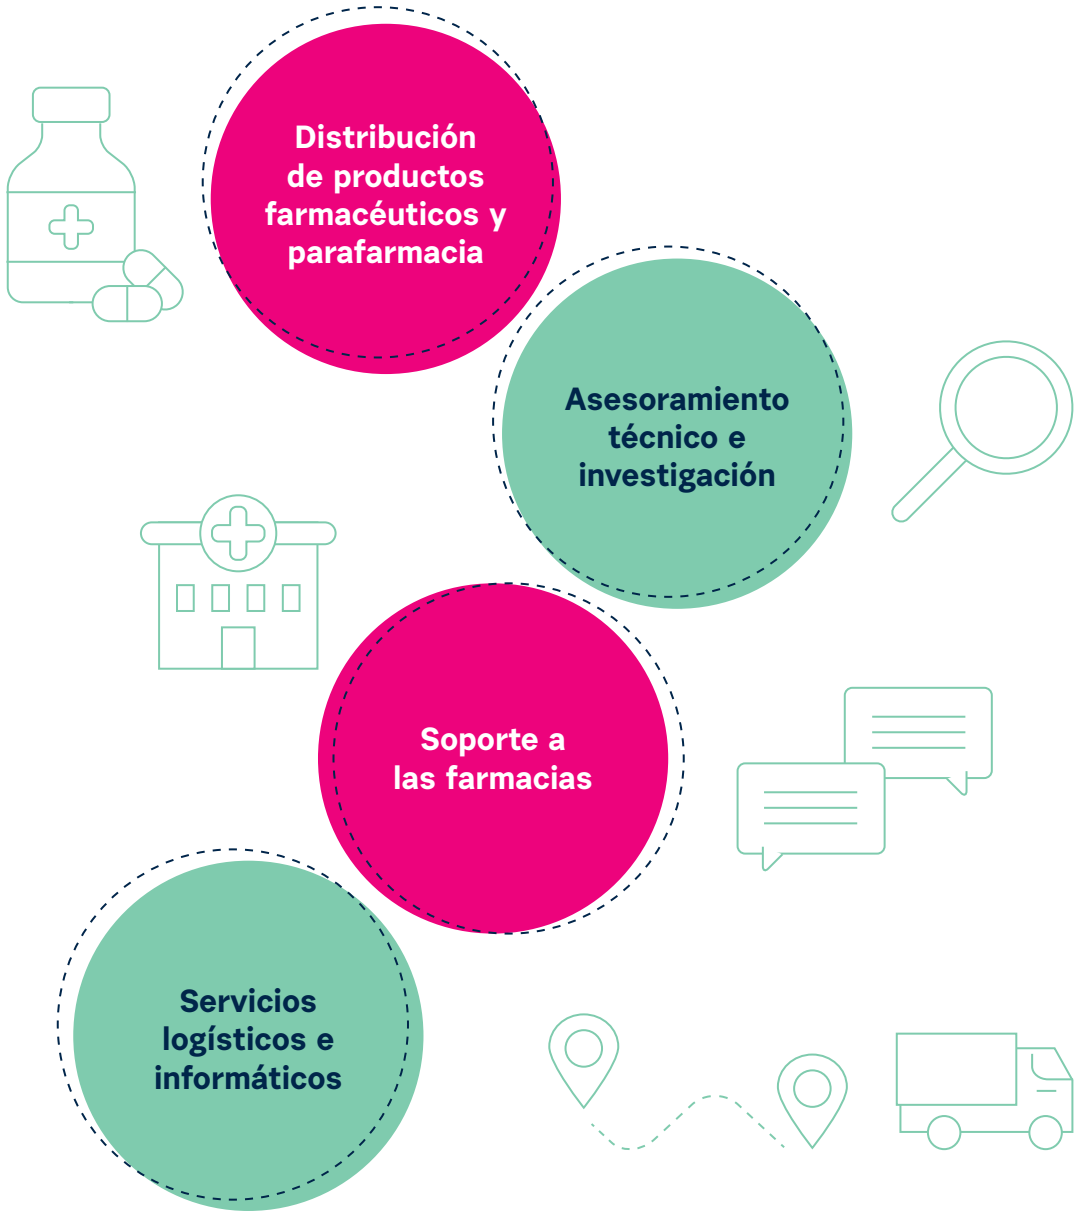 Distribución
de productos
farmacéuticos y
parafarmacia
Asesoramiento
técnico e
investigación
Soporte a
las farmacias
Servicios
logísticos e
informáticos